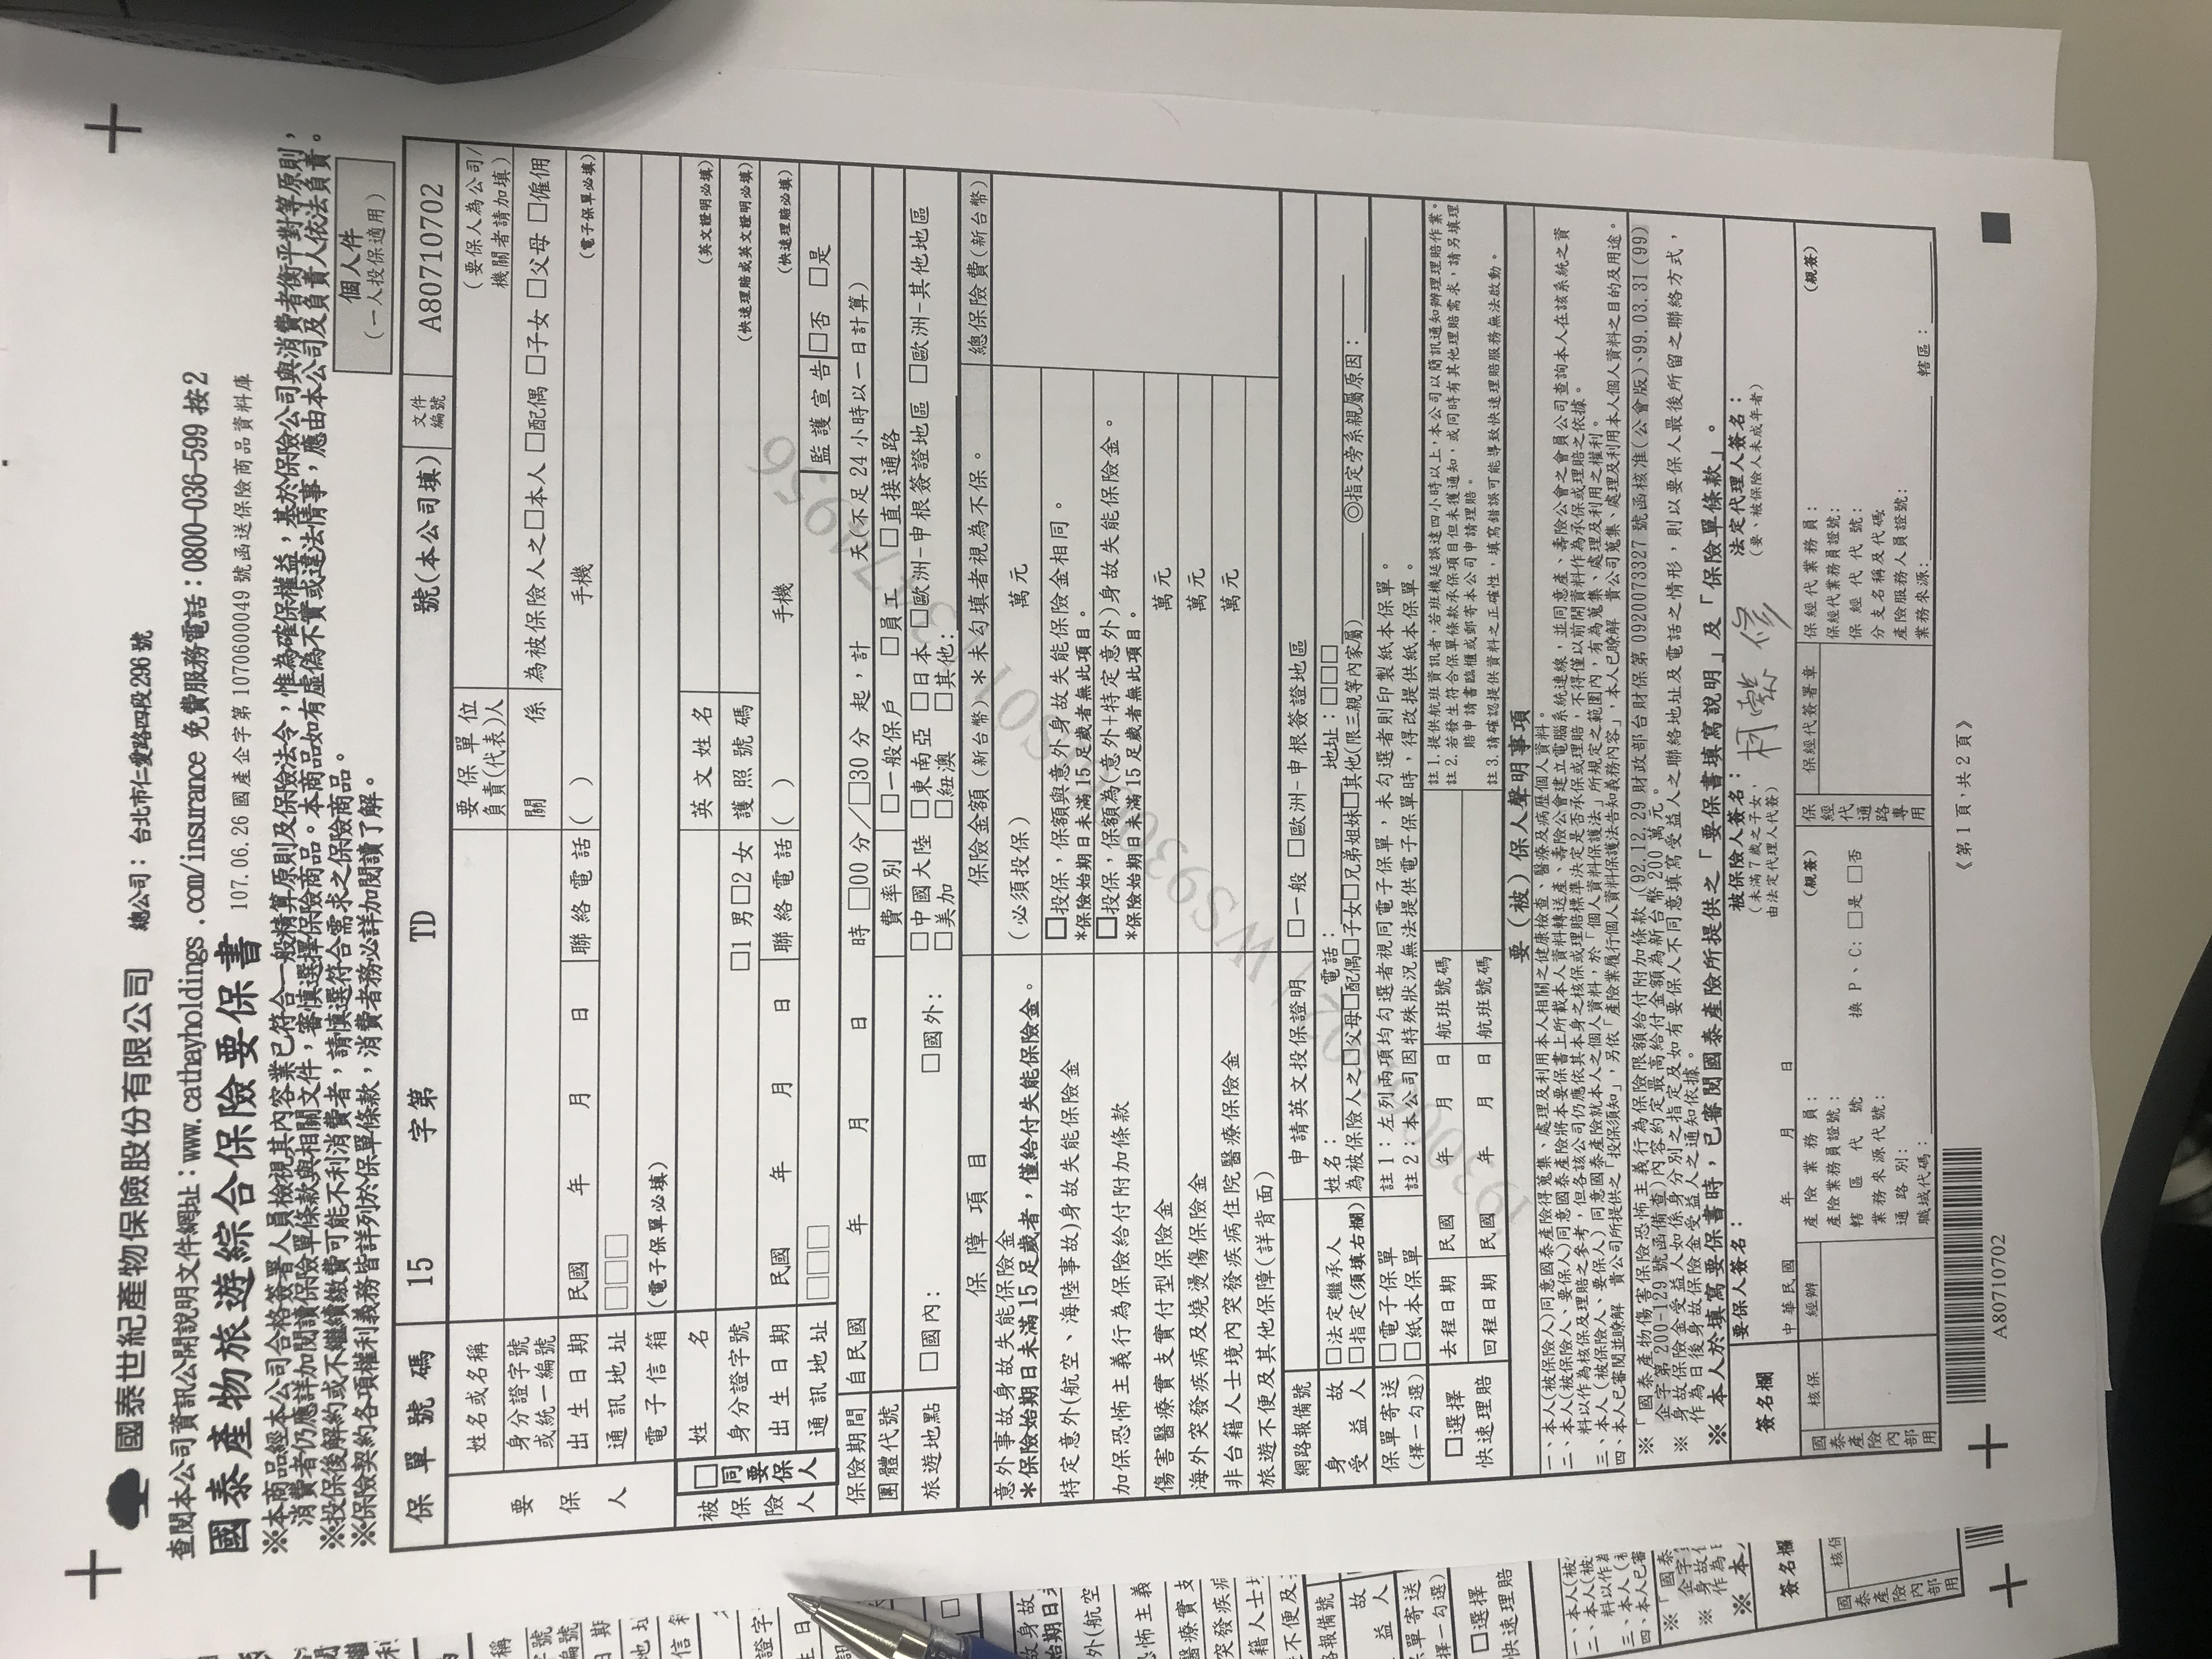 國泰世紀產物保險股份有限公司 總公司：台北市仁愛路四段296號
查閱本公司資訊公開說明文件網址：www.cathayholdings .com/insurance 免費服務電話：0800-036-599 按2
國泰產物旅遊綜合保險要保書 107.06.26 國產企字第 1070600049 號函送保險商品資料庫
※本商品經本公司合格簽署人員檢視其內容業已符合一般精算原則及保險法令，惟為確保權益，基於保險公司與消費者衡平對等原則，
消費者仍應詳加閱讀保險單條款與相關文件，審慎選擇保險商品。本商品如有虛偽不實或違法情事，應由本公司及負責人依法負責。
※投保後解約或不繼續繳費可能不利消費者，請慎選符合需求之保險商品。
※保險契約各項權利義務皆詳列於保單條款，消費者務必詳加閱讀了解。
個人件
（一人投保適用）
保單號碼 15 字第 TD 號(本公司填) 文件編號 A80710702
要保人
姓名或名稱 要保單位負責(代表)人 (要保人為公司/機關者請加填)
身分證字號或統一編號 關係 為被保險人之□本人 □配偶 □子女 □父母 □僱佣
出生日期 民國 年 月 日 聯絡電話 ( ) 手機 (電子保單必填)
通訊地址 □□□
電子信箱 (電子保單必填)
被保險人 □同要保人
姓名 英文姓名 (英文證明必填)
身分證字號 □1 男□2 女 護照號碼 (快速理賠或英文證明必填)
出生日期 民國 年 月 日 聯絡電話 ( ) 手機 (快速理賠必填)
通訊地址 □□□ 監護宣告 □否 □是
保險期間 自民國 年 月 日 時 □00 分／□30 分 起，計 天(不足 24 小時以一日計算)
團體代號 費率別 □一般保戶 □員工 □直接通路
旅遊地點 □國內: □國外: □中國大陸 □東南亞 □日本 □歐洲-申根簽證地區 □歐洲-其他地區
□美加 □紐澳 □其他:
保障項目 保險金額(新台幣)＊未勾填者視為不保。 總保險費(新台幣)
意外事故身故失能保險金
＊保險始期日未滿 15 足歲者，僅給付失能保險金。 （必須投保） 萬元
特定意外(航空、海陸事故)身故失能保險金 □投保，保額與意外身故失能保險金相同。
*保險始期日未滿 15 足歲者無此項目。
加保恐怖主義行為保險給付附加條款 □投保，保額為(意外+特定意外)身故失能保險金。
*保險始期日未滿 15 足歲者無此項目。
傷害醫療實支實付型保險金 萬元
海外突發疾病及燒燙傷保險金 萬元
非台籍人士境內突發疾病住院醫療保險金 萬元
旅遊不便及其他保障(詳背面)
網路報備號 申請英文投保證明 □一般 □歐洲-申根簽證地區
身故受益人 □法定繼承人 姓名： 電話： 地址：□□□
□指定(須填右欄) 為被保險人之□父母□配偶□子女□兄弟姐妹□其他(限三親等內家屬) ◎指定旁系親屬原因：
保單寄送 □電子保單 註 1：左列兩項均勾選者視同電子保單，未勾選者則印製紙本保單。
(擇一勾選) □紙本保單 註 2：本公司因特殊狀況無法提供電子保單時，得改提供紙本保單。
□選擇快速理賠
去程日期 民國 年 月 日 航班號碼
回程日期 民國 年 月 日 航班號碼
註 1.提供航班資訊者，若班機延誤達四小時以上，本公司以簡訊通知辦理理賠作業。
註 2.若發生符合保單條款承保項目但未獲通知，或同時有其他理賠需求，請另填理
賠申請書臨櫃或郵寄本公司申請理賠。
註 3.請確認提供資料之正確性，填寫錯誤可能導致快速理賠服務無法啟動。
要（被）保人聲明事項
一、本人(被保險人)同意國泰產險得蒐集、處理及利用本人相關之健康檢查、醫療及病歷個人資料。
二、本人(被保險人、要保人)同意國泰產險將本要保書上所載本人資料轉送產、壽險公會建立電腦系統連線，並同意產、壽險公會之會員公司查詢本人在該系統之資
料以作為核保及理賠之參考，但各該公司仍應依其本身之核保或理賠標準決定是否承保或理賠，不得僅以前開資料作為承保或理賠之依據。
三、本人（被保險人、要保人）同意國泰產險就本人之個人資料，於「個人資料保護法」所規定之範圍內，有為蒐集、處理及利用之權利。
四、本人已審閱並瞭解 貴公司所提供之「投保須知」，另依「產險業履行個人資料保護法告知義務內容」，本人已瞭解 貴公司蒐集、處理及利用本人個人資料之目的及用途。
※「國泰產物傷害保險恐怖主義行為保險限額給付附加條款（92.12.29 財政部台財保第 0920073327 號函核准(公會版)、99.03.31(99)
企字第 200-129 號函備查)內容約定最高給付金額為新台幣 200 萬元。
※ 身故保險金受益人如係身分別之指定及如有要保人不同意填寫受益人之聯絡地址及電話之情形，則以要保人最後所留之聯絡方式，
作為日後身故保險金受益人之通知依據。
※ 本人於填寫要保書時，已審閱國泰產險所提供之「要保書填寫說明」及「保險單條款」。
簽名欄 要保人簽名： 被保險人簽名： 法定代理人簽名：
（未滿 7 歲之子女，由法定代理人代簽） （要、被保險人未成年者）
中華民國 年 月 日
國泰產險內部用 核保 經辦
產險業務員： （親簽）
產險業務員證號：
轄區代號 換 P、C: □是 □否
業務來源代號：
通路別：
職域代碼：
保經代通路專用 保經代簽署章
保經代業務員： （親簽）
保經代業務員證號:
保經代代號:
分支名稱及代碼
產險服務人員證號:
業務來源: 轄區：
A80710702
《第 1 頁，共 2 頁》